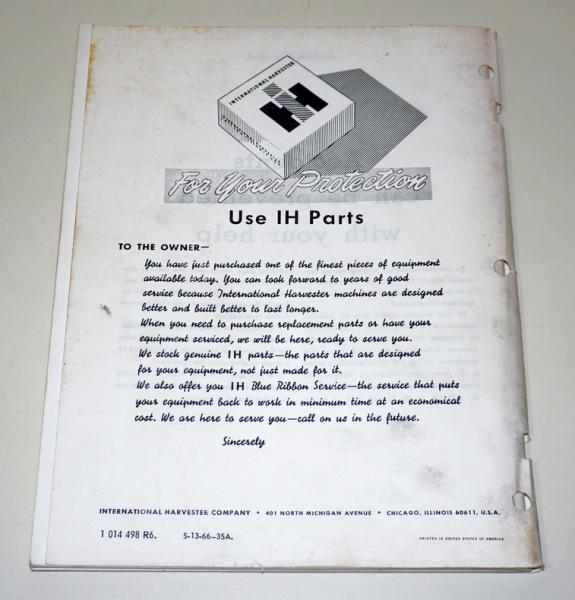 INTERNATIONAL HARVESTER
IH
For Your Protection
Use IH Parts
TO THE OWNER—
You have just purchased one of the finest pieces of equipment
available today. You can look forward to years of good
service because International Harvester machines are designed
better and built better to last longer.
When you need to purchase replacement parts or have your
equipment serviced, we will be here, ready to serve you.
We stock genuine IH parts—the parts that are designed
for your equipment, not just made for it.
We also offer you IH Blue Ribbon Service—the service that puts
your equipment back to work in minimum time at an economical
cost. We are here to serve you—call on us in the future.
Sincerely
INTERNATIONAL HARVESTER COMPANY • 401 NORTH MICHIGAN AVENUE • CHICAGO, ILLINOIS 60611, U.S.A.
1 014 498 R6. 5-13-66-35A. PRINTED IN UNITED STATES OF AMERICA